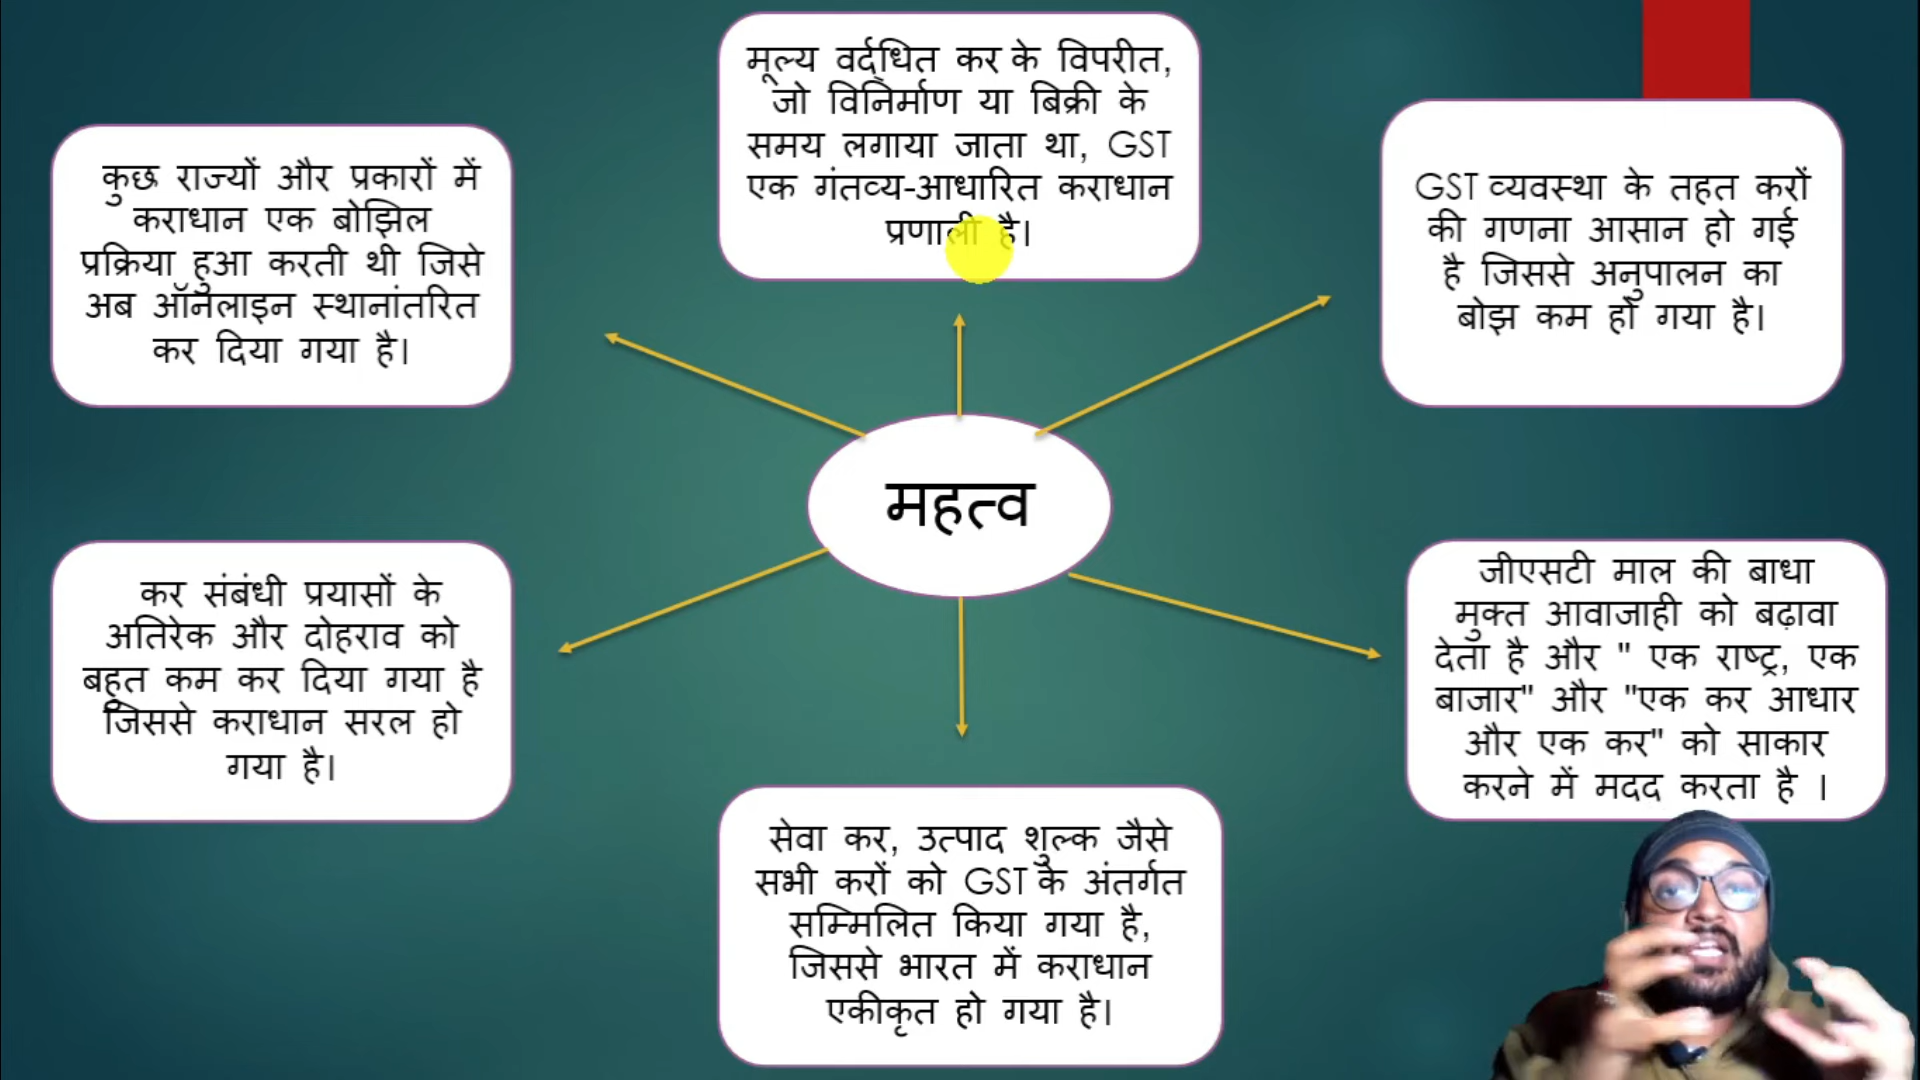 मूल्य वर्द्धित कर के विपरीत,
जो विनिर्माण या बिक्री के
समय लगाया जाता था, GST
एक गंतव्य-आधारित कराधान
प्रणाली है।
कुछ राज्यों और प्रकारों में
कराधान एक बोझिल
प्रक्रिया हुआ करती थी जिसे
अब ऑनलाइन स्थानांतरित
कर दिया गया है।
GST व्यवस्था के तहत करों
की गणना आसान हो गई
है जिससे अनुपालन का
बोझ कम हो गया है।
महत्व
कर संबंधी प्रयासों के
अतिरेक और दोहराव को
बहुत कम कर दिया गया है
जिससे कराधान सरल हो
गया है।
जीएसटी माल की बाधा
मुक्त आवाजाही को बढ़ावा
देता है और " एक राष्ट्र, एक
बाजार" और "एक कर आधार
और एक कर" को साकार
करने में मदद करता है ।
सेवा कर, उत्पाद शुल्क जैसे
सभी करों को GST के अंतर्गत
सम्मिलित किया गया है,
जिससे भारत में कराधान
एकीकृत हो गया है।